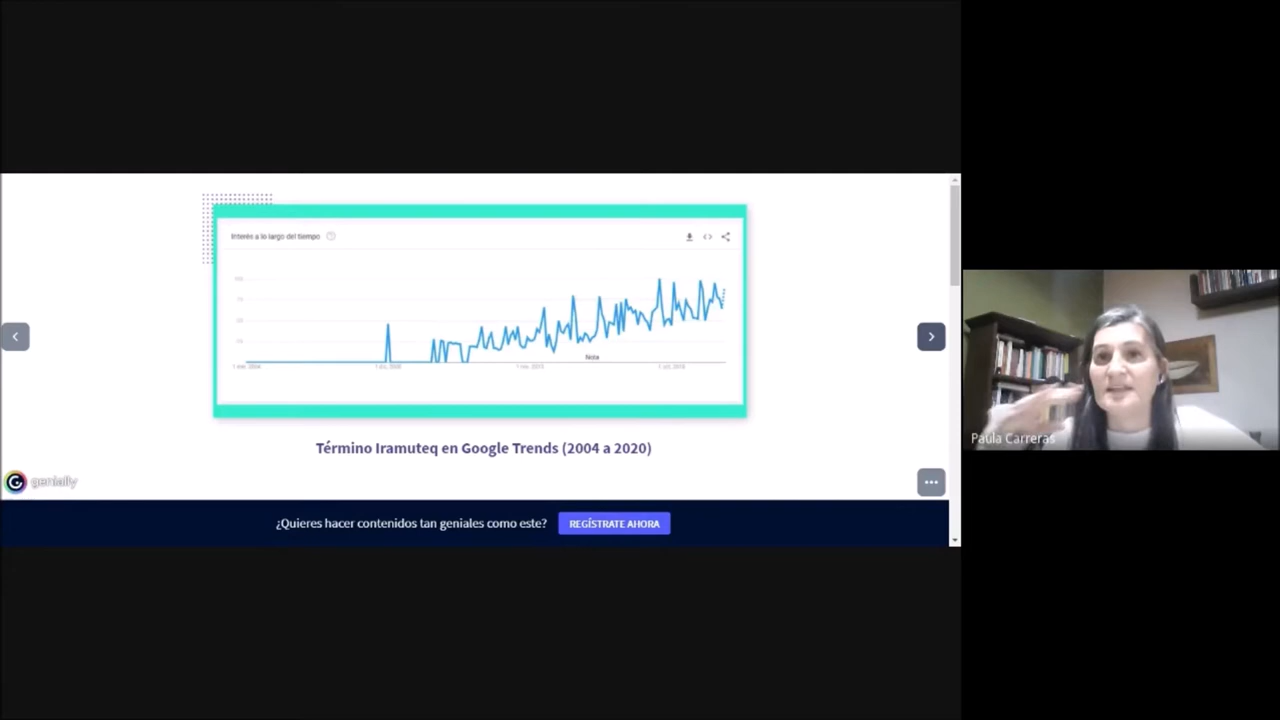 Interés a lo largo del tiempo
Nota
Término Iramuteq en Google Trends (2004 a 2020)
genially
¿Quieres hacer contenidos tan geniales como este?
REGÍSTRATE AHORA
Paula Carreras